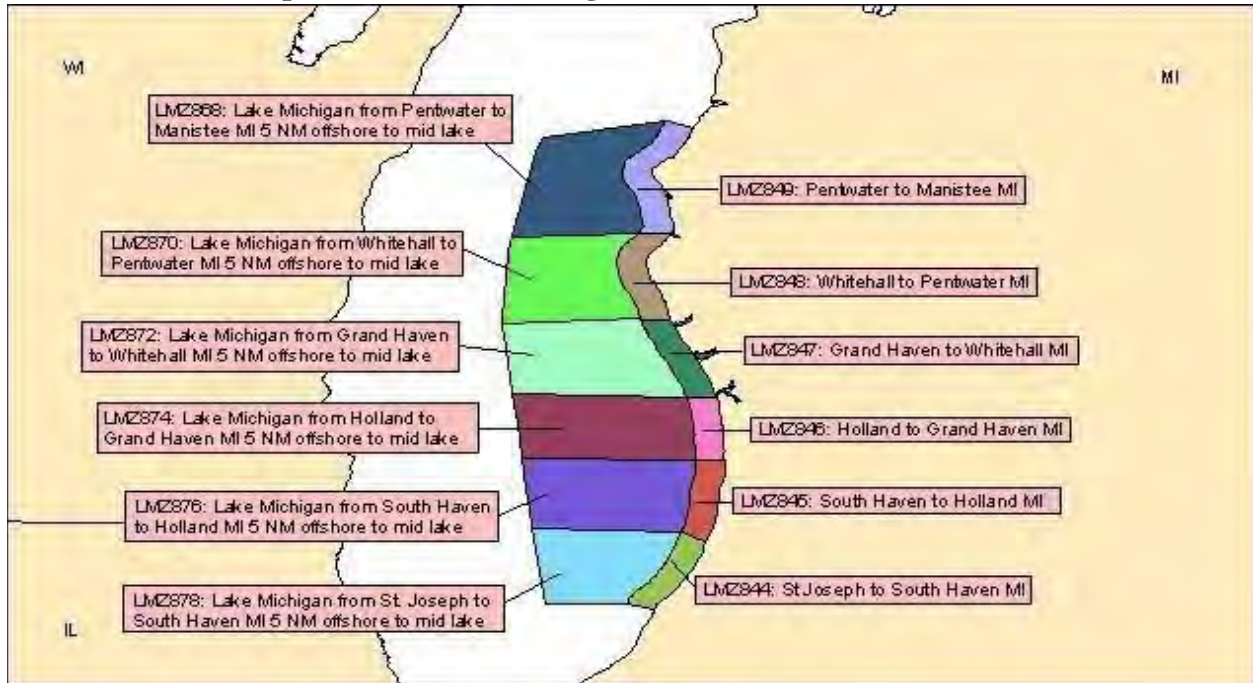 WI
MI
LMZ868: Lake Michigan from Pentwater to
Manistee MI 5 NM offshore to mid lake
LMZ849: Pentwater to Manistee MI
LMZ870: Lake Michigan from Whitehall to
Pentwater MI 5 NM offshore to mid lake
LMZ848: Whitehall to Pentwater MI
LMZ872: Lake Michigan from Grand Haven
to Whitehall MI 5 NM offshore to mid lake
LMZ847: Grand Haven to Whitehall MI
LMZ874: Lake Michigan from Holland to
Grand Haven MI 5 NM offshore to mid lake
LMZ846: Holland to Grand Haven MI
LMZ876: Lake Michigan from South Haven
to Holland MI 5 NM offshore to mid lake
LMZ845: South Haven to Holland MI
LMZ878: Lake Michigan from St. Joseph to
South Haven MI 5 NM offshore to mid lake
LMZ844: St Joseph to South Haven MI
IL